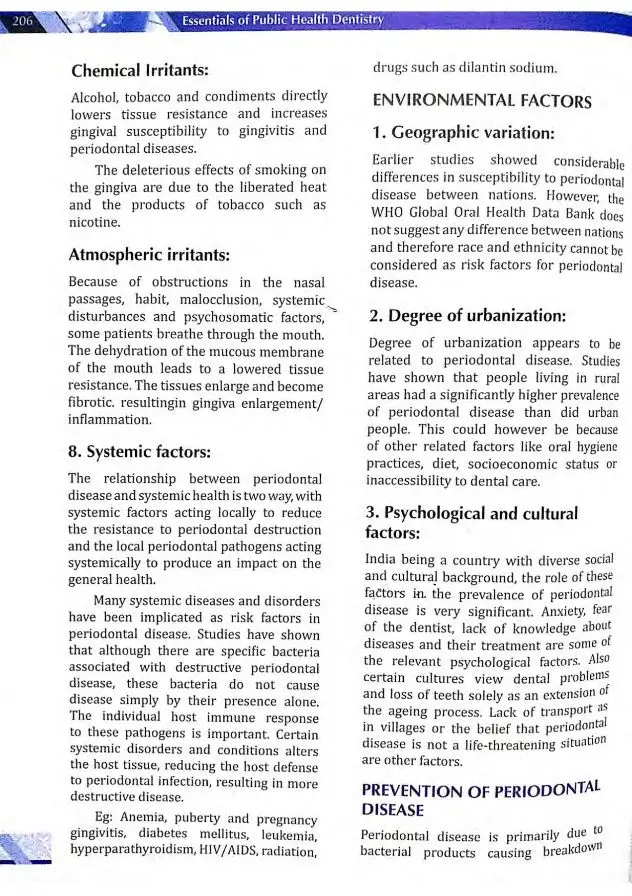 206
Essentials of Public Health Dentistry
Chemical Irritants:
Alcohol, tobacco and condiments directly
lowers tissue resistance and increases
gingival susceptibility to gingivitis and
periodontal diseases.
The deleterious effects of smoking on
the gingiva are due to the liberated heat
and the products of tobacco such as
nicotine.
Atmospheric irritants:
Because of obstructions in the nasal
passages, habit, malocclusion, systemic
disturbances and psychosomatic factors,
some patients breathe through the mouth.
The dehydration of the mucous membrane
of the mouth leads to a lowered tissue
resistance. The tissues enlarge and become
fibrotic. resultingin gingiva enlargement/
inflammation.
8. Systemic factors:
The relationship between periodontal
disease and systemic health is two way, with
systemic factors acting locally to reduce
the resistance to periodontal destruction
and the local periodontal pathogens acting
systemically to produce an impact on the
general health.
Many systemic diseases and disorders
have been implicated as risk factors in
periodontal disease. Studies have shown
that although there are specific bacteria
associated with destructive periodontal
disease, these bacteria do not cause
disease simply by their presence alone.
The individual host immune response
to these pathogens is important. Certain
systemic disorders and conditions alters
the host tissue, reducing the host defense
to periodontal infection, resulting in more
destructive disease.
Eg: Anemia, puberty and pregnancy
gingivitis, diabetes mellitus, leukemia,
hyperparathyroidism, HIV/AIDS, radiation,
drugs such as dilantin sodium.
ENVIRONMENTAL FACTORS
1. Geographic variation:
Earlier studies showed considerable
differences in susceptibility to periodontal
disease between nations. However, the
WHO Global Oral Health Data Bank does
not suggest any difference between nations
and therefore race and ethnicity cannot be
considered as risk factors for periodontal
disease.
2. Degree of urbanization:
Degree of urbanization appears to be
related to periodontal disease. Studies
have shown that people living in rural
areas had a significantly higher prevalence
of periodontal disease than did urban
people. This could however be because
of other related factors like oral hygiene
practices, diet, socioeconomic status or
inaccessibility to dental care.
3. Psychological and cultural
factors:
India being a country with diverse social
and cultural background, the role of these
factors in. the prevalence of periodontal
disease is very significant. Anxiety, fear
of the dentist, lack of knowledge about
diseases and their treatment are some of
the relevant psychological factors. Also
certain cultures view dental problems
and loss of teeth solely as an extension of
the ageing process. Lack of transport as
in villages or the belief that periodontal
disease is not a life-threatening situation
are other factors.
PREVENTION OF PERIODONTAL
DISEASE
Periodontal disease is primarily due to
bacterial products causing breakdown